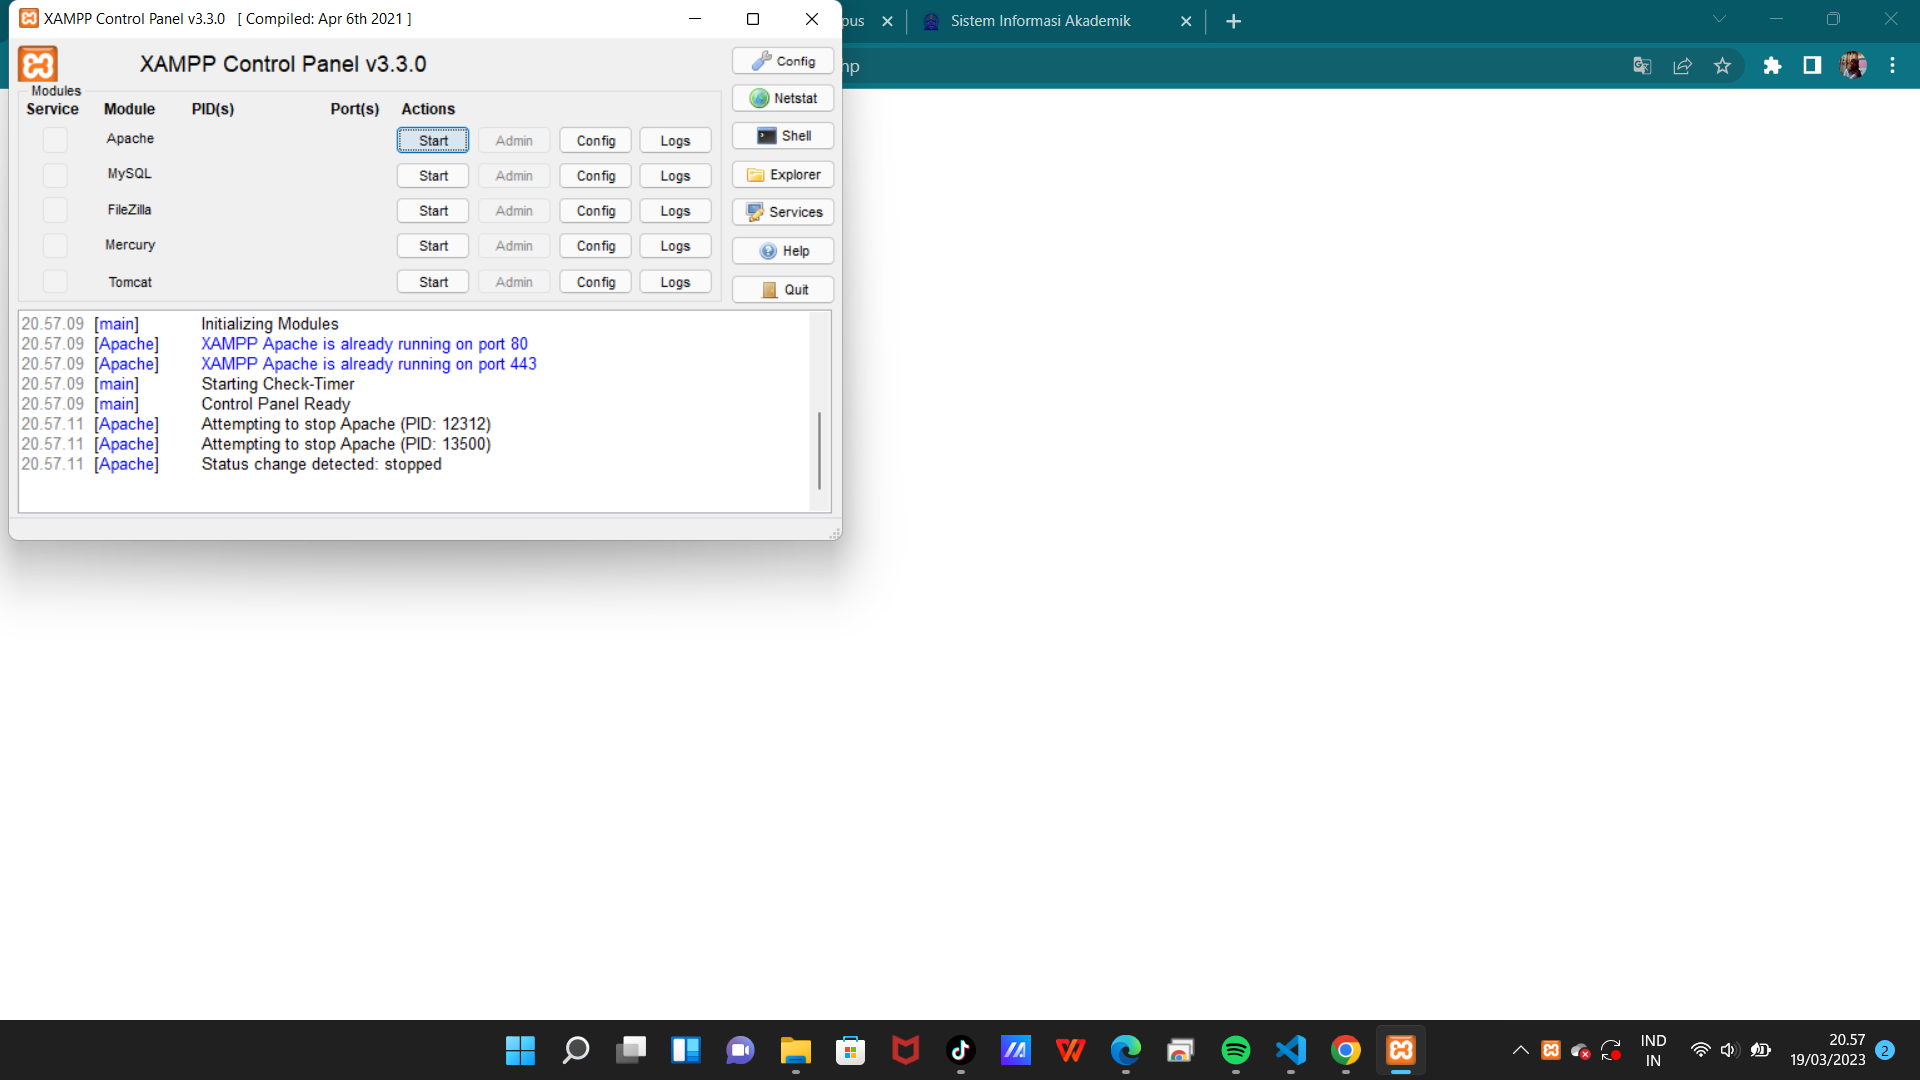 XAMPP Control Panel v3.3.0 [ Compiled: Apr 6th 2021 ]
pus
Sistem Informasi Akademik
XAMPP Control Panel v3.3.0
Config
mp
Modules
Service Module PID(s) Port(s) Actions
Netstat
Apache Start Admin Config Logs
Shell
MySQL Start Admin Config Logs
Explorer
FileZilla Start Admin Config Logs
Services
Mercury Start Admin Config Logs
Help
Tomcat Start Admin Config Logs
Quit
20.57.09 [main] Initializing Modules
20.57.09 [Apache] XAMPP Apache is already running on port 80
20.57.09 [Apache] XAMPP Apache is already running on port 443
20.57.09 [main] Starting Check-Timer
20.57.09 [main] Control Panel Ready
20.57.11 [Apache] Attempting to stop Apache (PID: 12312)
20.57.11 [Apache] Attempting to stop Apache (PID: 13500)
20.57.11 [Apache] Status change detected: stopped
IND
IN
20.57
19/03/2023
2